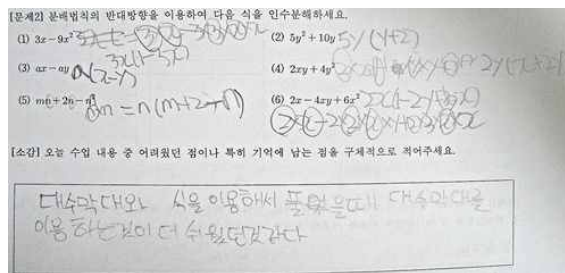 [문제2] 분배법칙의 반대방향을 이용하여 다음 식을 인수분해하세요.
(1) 3x-9x² (2) 5y²+10y 5y(y+2)
(3) ax-ay a(x-y) (4) 2xy+4y² 2y(x+2)
(5) mn+2n-n² = n(m+2-n) (6) 2x-4xy+6x²
[소감] 오늘 수업 내용 중 어려웠던 점이나 특히 기억에 남는 점을 구체적으로 적어주세요.
대수막대와 식을 이용해서 풀었을때 대수막대를
이용하는것이 더 쉬웠던것같다